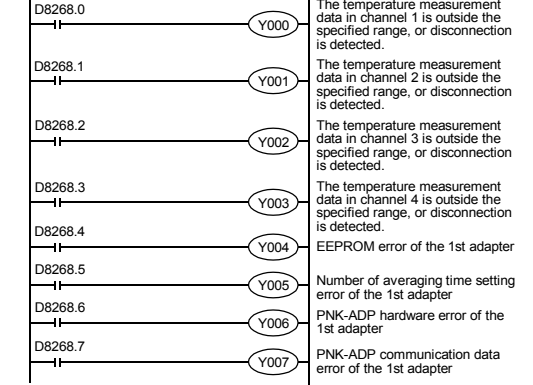 D8268.0
Y000
The temperature measurement
data in channel 1 is outside the
specified range, or disconnection
is detected.
D8268.1
Y001
The temperature measurement
data in channel 2 is outside the
specified range, or disconnection
is detected.
D8268.2
Y002
The temperature measurement
data in channel 3 is outside the
specified range, or disconnection
is detected.
D8268.3
Y003
The temperature measurement
data in channel 4 is outside the
specified range, or disconnection
is detected.
D8268.4
Y004
EEPROM error of the 1st adapter
D8268.5
Y005
Number of averaging time setting
error of the 1st adapter
D8268.6
Y006
PNK-ADP hardware error of the
1st adapter
D8268.7
Y007
PNK-ADP communication data
error of the 1st adapter